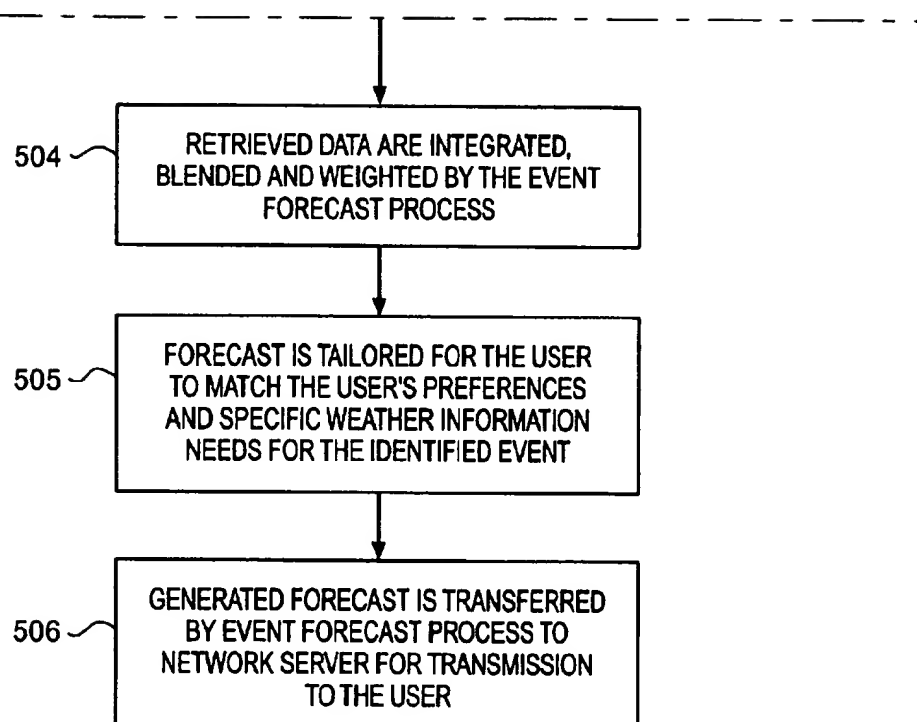 504
RETRIEVED DATA ARE INTEGRATED,
BLENDED AND WEIGHTED BY THE EVENT
FORECAST PROCESS
505
FORECAST IS TAILORED FOR THE USER
TO MATCH THE USER'S PREFERENCES
AND SPECIFIC WEATHER INFORMATION
NEEDS FOR THE IDENTIFIED EVENT
506
GENERATED FORECAST IS TRANSFERRED
BY EVENT FORECAST PROCESS TO
NETWORK SERVER FOR TRANSMISSION
TO THE USER